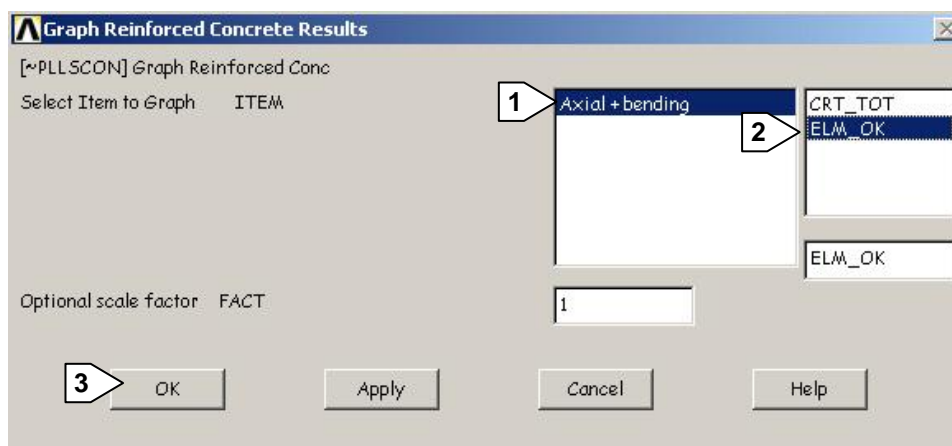 Graph Reinforced Concrete Results
[~PLLSCON] Graph Reinforced Conc
Select Item to Graph ITEM
1
Axial + bending
CRT_TOT
2
ELM_OK
ELM_OK
Optional scale factor FACT
1
3
OK
Apply
Cancel
Help